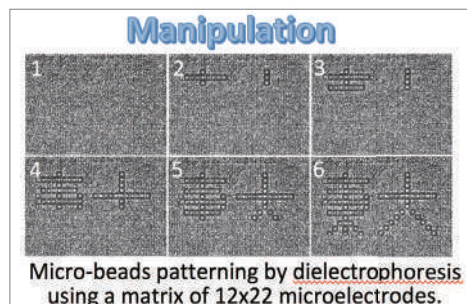 Manipulation
1
2
3
4
5
6
Micro-beads patterning by dielectrophoresis
using a matrix of 12x22 microelectrodes.